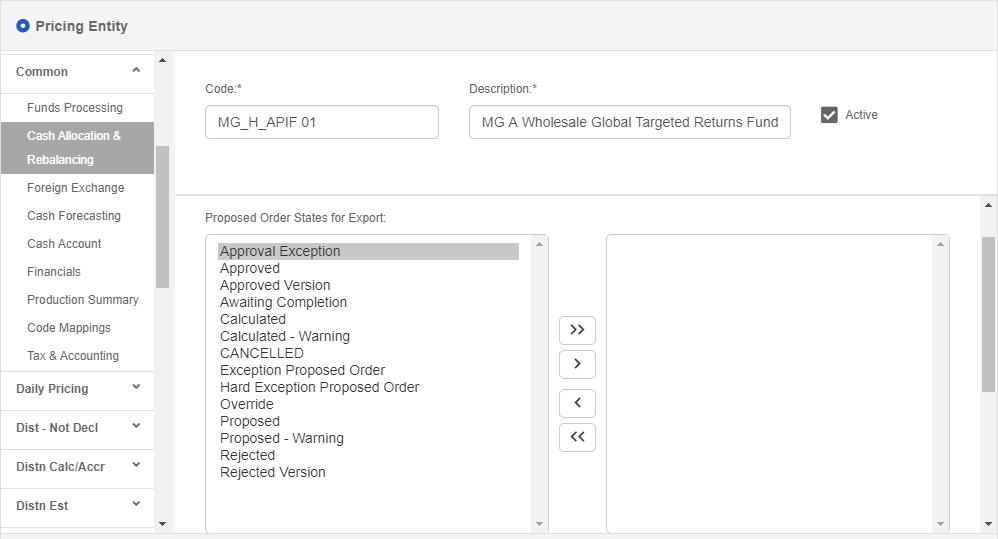 Pricing Entity
Common
Funds Processing
Cash Allocation &
Rebalancing
Foreign Exchange
Cash Forecasting
Cash Account
Financials
Production Summary
Code Mappings
Tax & Accounting
Daily Pricing
Dist - Not Decl
Distn Calc/Accr
Distn Est
Code:*
Description:*
MG_H_APIF 01
MG A Wholesale Global Targeted Returns Fund
Active
Proposed Order States for Export:
Approval Exception
Approved
Approved Version
Awaiting Completion
Calculated
Calculated - Warning
CANCELLED
Exception Proposed Order
Hard Exception Proposed Order
Override
Proposed
Proposed - Warning
Rejected
Rejected Version
>>
>
<
<<